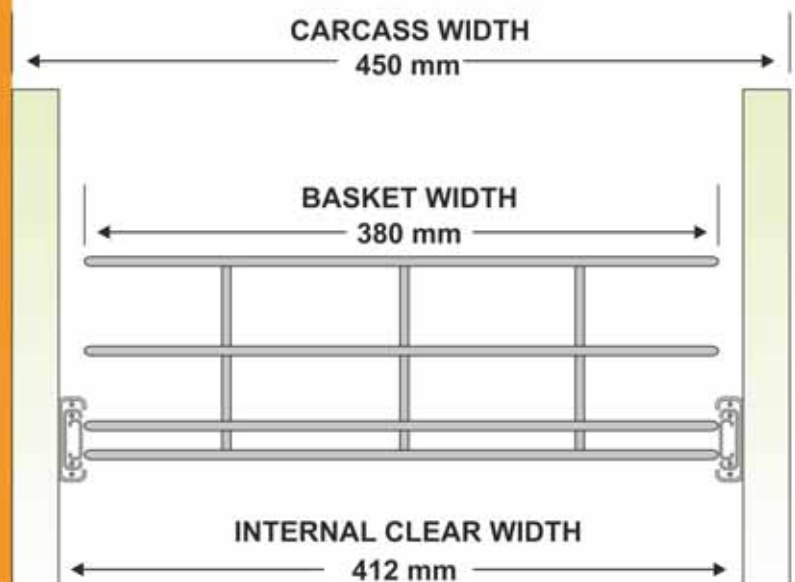 CARCASS WIDTH
450 mm
BASKET WIDTH
380 mm
INTERNAL CLEAR WIDTH
412 mm